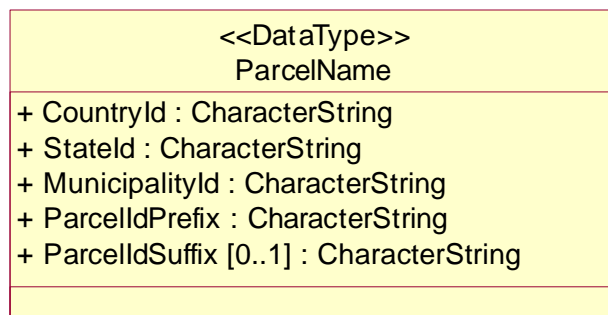 <<DataType>>
ParcelName
+ CountryId : CharacterString
+ StateId : CharacterString
+ MunicipalityId : CharacterString
+ ParcelIdPrefix : CharacterString
+ ParcelIdSuffix [0..1] : CharacterString